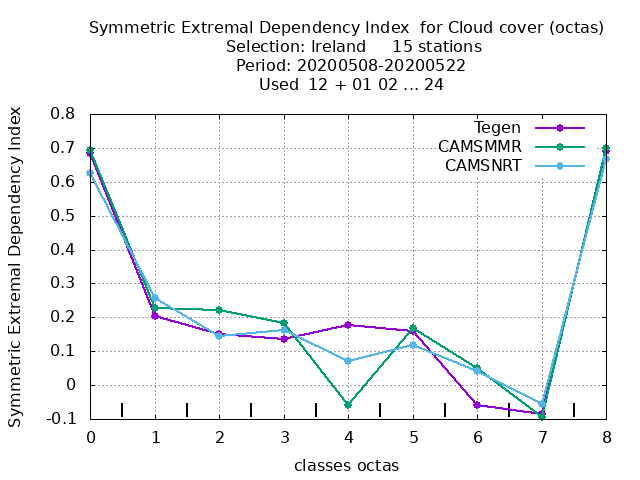 Symmetric Extremal Dependency Index for Cloud cover (octas)
Selection: Ireland 15 stations
Period: 20200508-20200522
Used 12 + 01 02 ... 24
Symmetric Extremal Dependency Index
0.8
0.7
0.6
0.5
0.4
0.3
0.2
0.1
0
-0.1
Tegen
CAMSMMR
CAMSNRT
0 1 2 3 4 5 6 7 8
classes octas